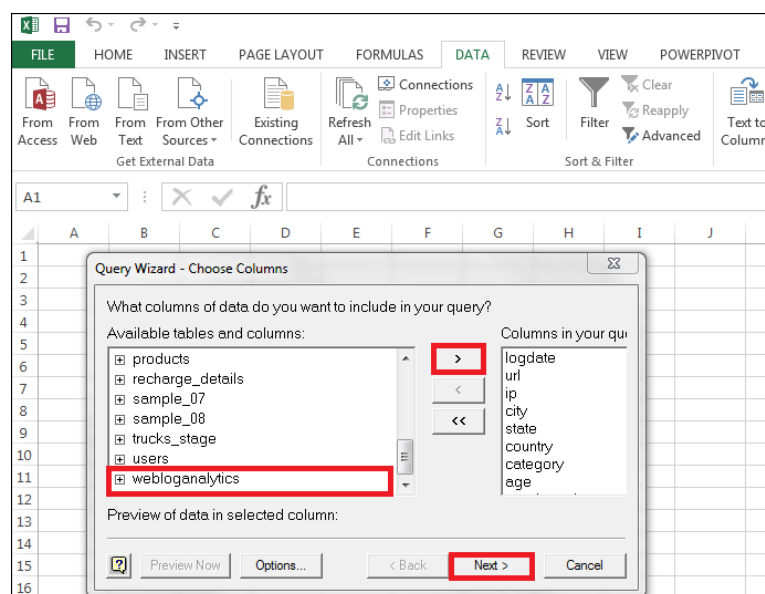 FILE HOME INSERT PAGE LAYOUT FORMULAS DATA REVIEW VIEW POWERPIVOT
From Access
From Web
From Text
From Other Sources
Existing Connections
Refresh All
Connections
Properties
Edit Links
Sort
Filter
Clear
Reapply
Advanced
Text to
Column
Get External Data Connections Sort & Filter
A1 fx
A B C D E F G H I J
1
2
3
4
5
6
7
8
9
10
11
12
13
14
15
16
Query Wizard - Choose Columns
What columns of data do you want to include in your query?
Available tables and columns:
products
recharge_details
sample_07
sample_08
trucks_stage
users
webloganalytics
>
<
<<
Columns in your qu
logdate
url
ip
city
state
country
category
age
Preview of data in selected column:
Preview Now Options... < Back Next > Cancel